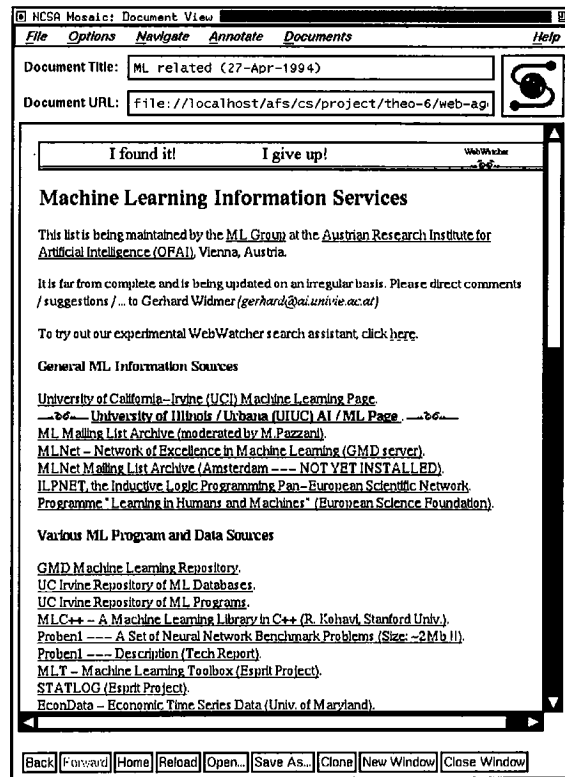 NCSA Mosaic: Document View
File Options Navigate Annotate Documents Help
Document Title: ML related (27-Apr-1994)
Document URL: file://localhost/afs/cs/project/theo-6/web-ag
I found it! I give up! WebWatcher
Machine Learning Information Services
This list is being maintained by the ML Group at the Austrian Research Institute for
Artificial Intelligence (OFAI), Vienna, Austria.
It is far from complete and is being updated on an irregular basis. Please direct comments
/ suggestions / ... to Gerhard Widmer (gerhard@ai.univie.ac.at)
To try out our experimental WebWatcher search assistant, click here.
General ML Information Sources
University of California-Irvine (UCI) Machine Learning Page.
University of Illinois / Urbana (UIUC) AI / ML Page .
ML Mailing List Archive (moderated by M.Pazzani).
MLNet - Network of Excellence in Machine Learning (GMD server).
MLNet Mailing List Archive (Amsterdam --- NOT YET INSTALLED).
ILPNET, the Inductive Logic Programming Pan-European Scientific Network.
Programme "Learning in Humans and Machines" (European Science Foundation).
Various ML Program and Data Sources
GMD Machine Learning Repository.
UC Irvine Repository of ML Databases.
UC Irvine Repository of ML Programs.
MLC++ - A Machine Learning Library in C++ (R. Kohavi, Stanford Univ.).
Proben1 --- A Set of Neural Network Benchmark Problems (Size: ~2Mb !!).
Proben1 --- Description (Tech Report).
MLT - Machine Learning Toolbox (Esprit Project).
STATLOG (Esprit Project).
EconData - Economic Time Series Data (Univ. of Maryland).
Back Forward Home Reload Open... Save As... Clone New Window Close Window